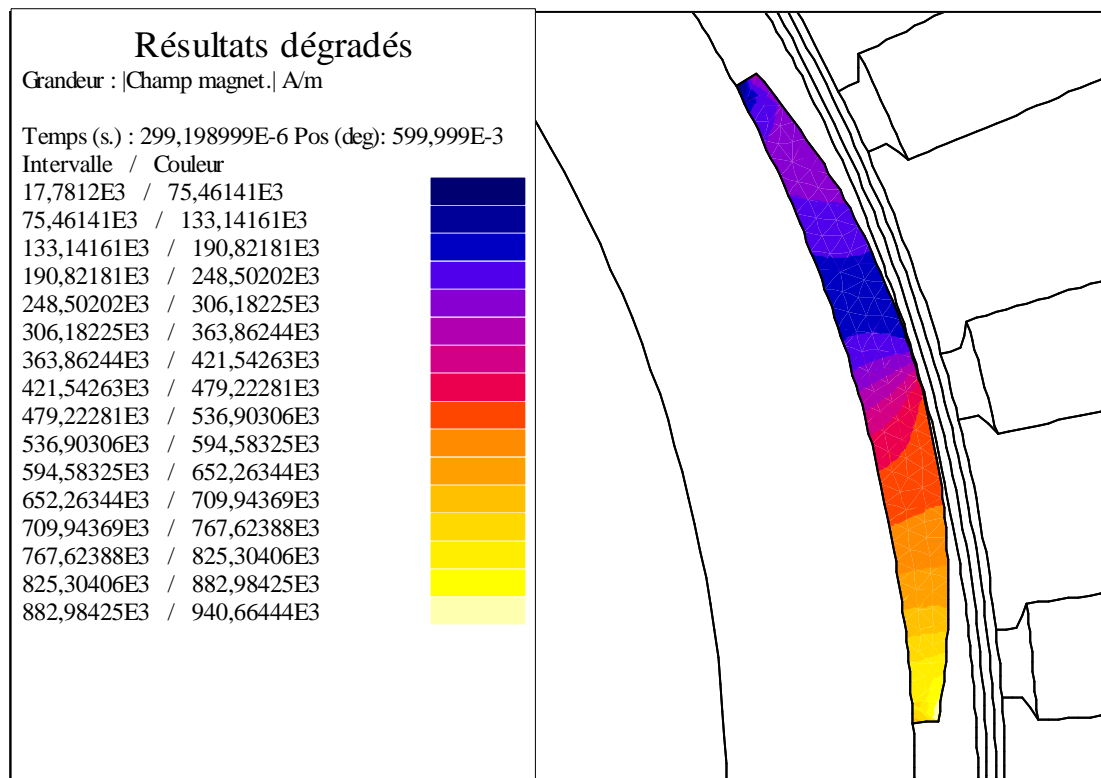 Résultats dégradés
Grandeur : |Champ magnet.| A/m
Temps (s.) : 299,198999E-6 Pos (deg): 599,999E-3
Intervalle / Couleur
17,7812E3 / 75,46141E3
75,46141E3 / 133,14161E3
133,14161E3 / 190,82181E3
190,82181E3 / 248,50202E3
248,50202E3 / 306,18225E3
306,18225E3 / 363,86244E3
363,86244E3 / 421,54263E3
421,54263E3 / 479,22281E3
479,22281E3 / 536,90306E3
536,90306E3 / 594,58325E3
594,58325E3 / 652,26344E3
652,26344E3 / 709,94369E3
709,94369E3 / 767,62388E3
767,62388E3 / 825,30406E3
825,30406E3 / 882,98425E3
882,98425E3 / 940,66444E3